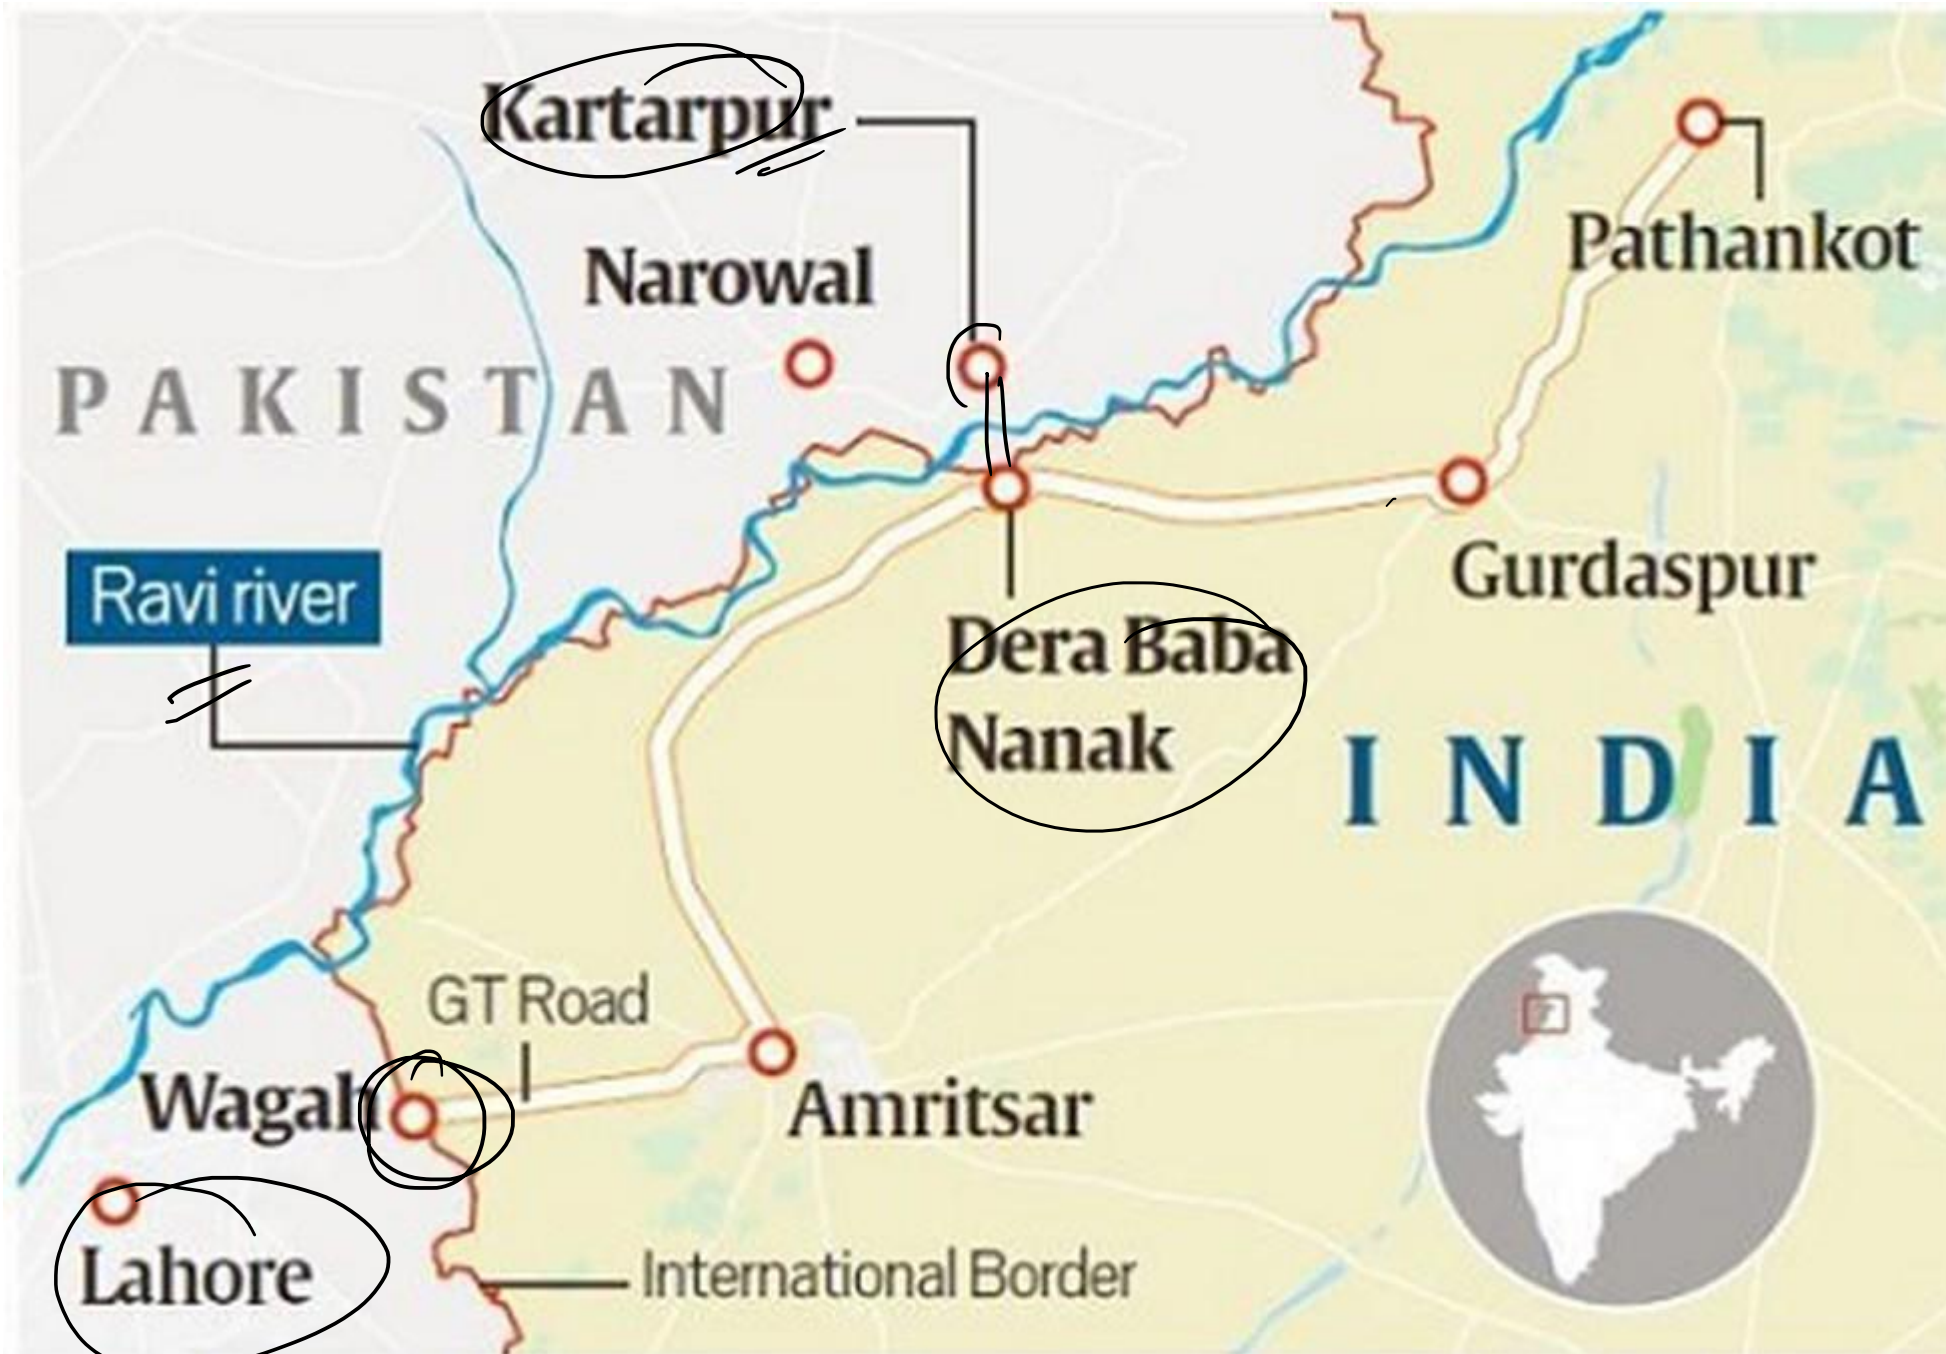 Kartarpur
Pathankot
Narowal
PAKISTAN
Ravi river
Gurdaspur
Dera Baba
Nanak
INDIA
GT Road
Wagah
Amritsar
Lahore
International Border